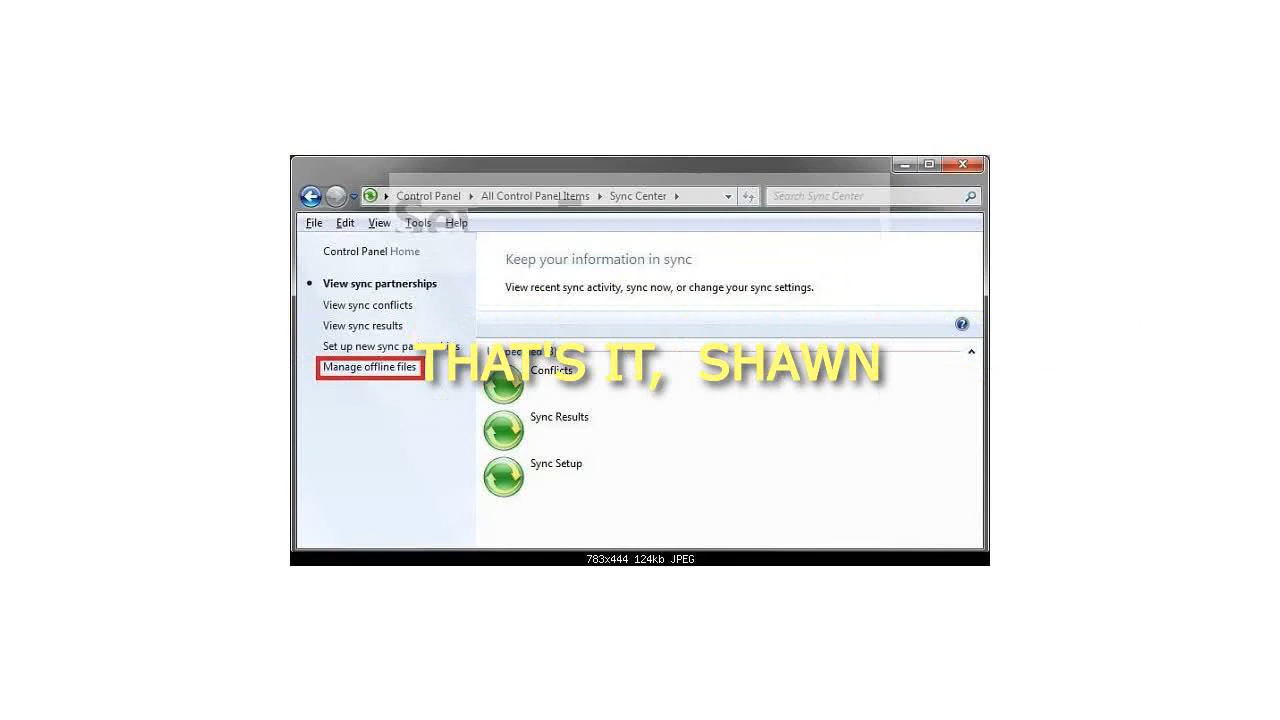 Control Panel All Control Panel Items Sync Center Search Sync Center
File Edit View Tools Help
Control Panel Home
Keep your information in sync
View sync partnerships
View recent sync activity, sync now, or change your sync settings.
View sync conflicts
View sync results
Set up new sync
THAT'S IT, SHAWN
Manage offline files
Conflicts
Sync Results
Sync Setup
783x444 124kb JPEG